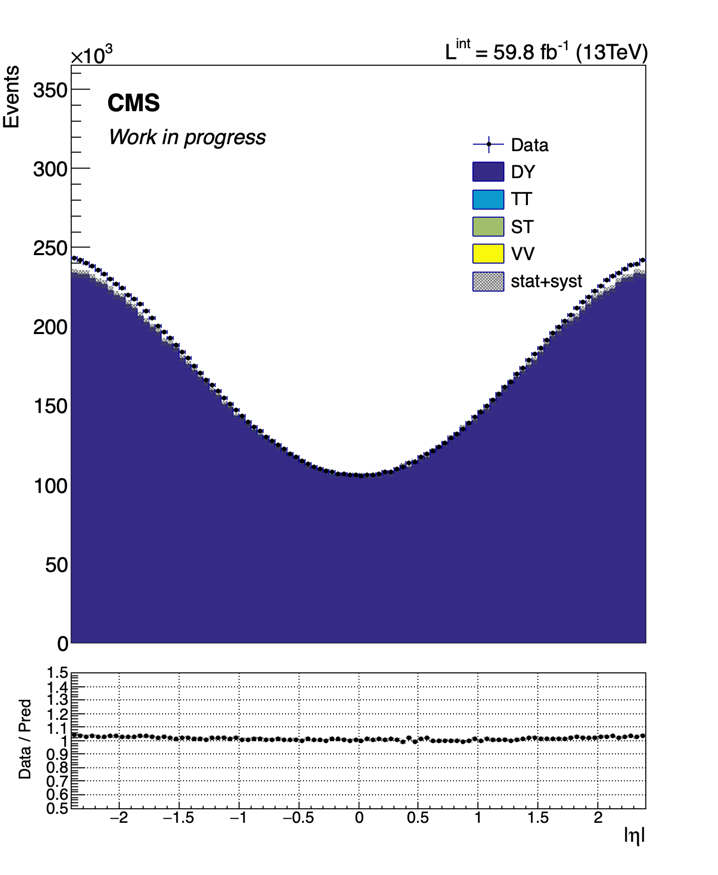 ×10³
L^int = 59.8 fb⁻¹ (13TeV)
Events
CMS
Work in progress
Data
DY
TT
ST
VV
stat+syst
350
300
250
200
150
100
50
0
Data / Pred
1.5
1.4
1.3
1.2
1.1
1
0.9
0.8
0.7
0.6
0.5
−2 −1.5 −1 −0.5 0 0.5 1 1.5 2
|η|